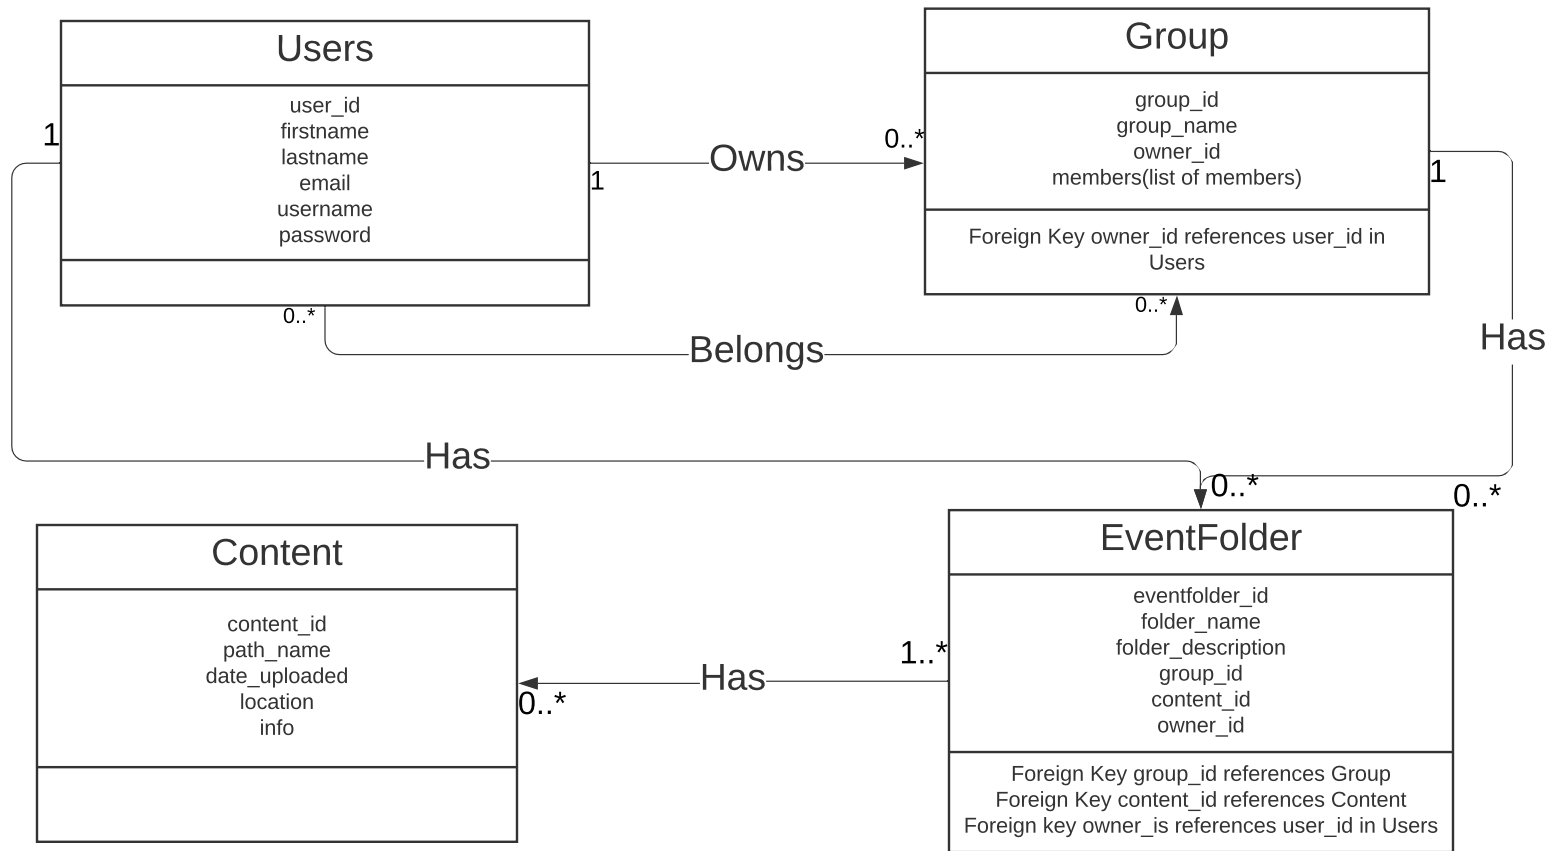 Users
user_id
firstname
lastname
email
username
password
Group
group_id
group_name
owner_id
members(list of members)
Foreign Key owner_id references user_id in
Users
1
Owns
1
0..*
1
0..*
Belongs
0..*
Has
Has
0..*
0..*
Content
content_id
path_name
date_uploaded
location
info
1..*
Has
0..*
EventFolder
eventfolder_id
folder_name
folder_description
group_id
content_id
owner_id
Foreign Key group_id references Group
Foreign Key content_id references Content
Foreign key owner_is references user_id in Users